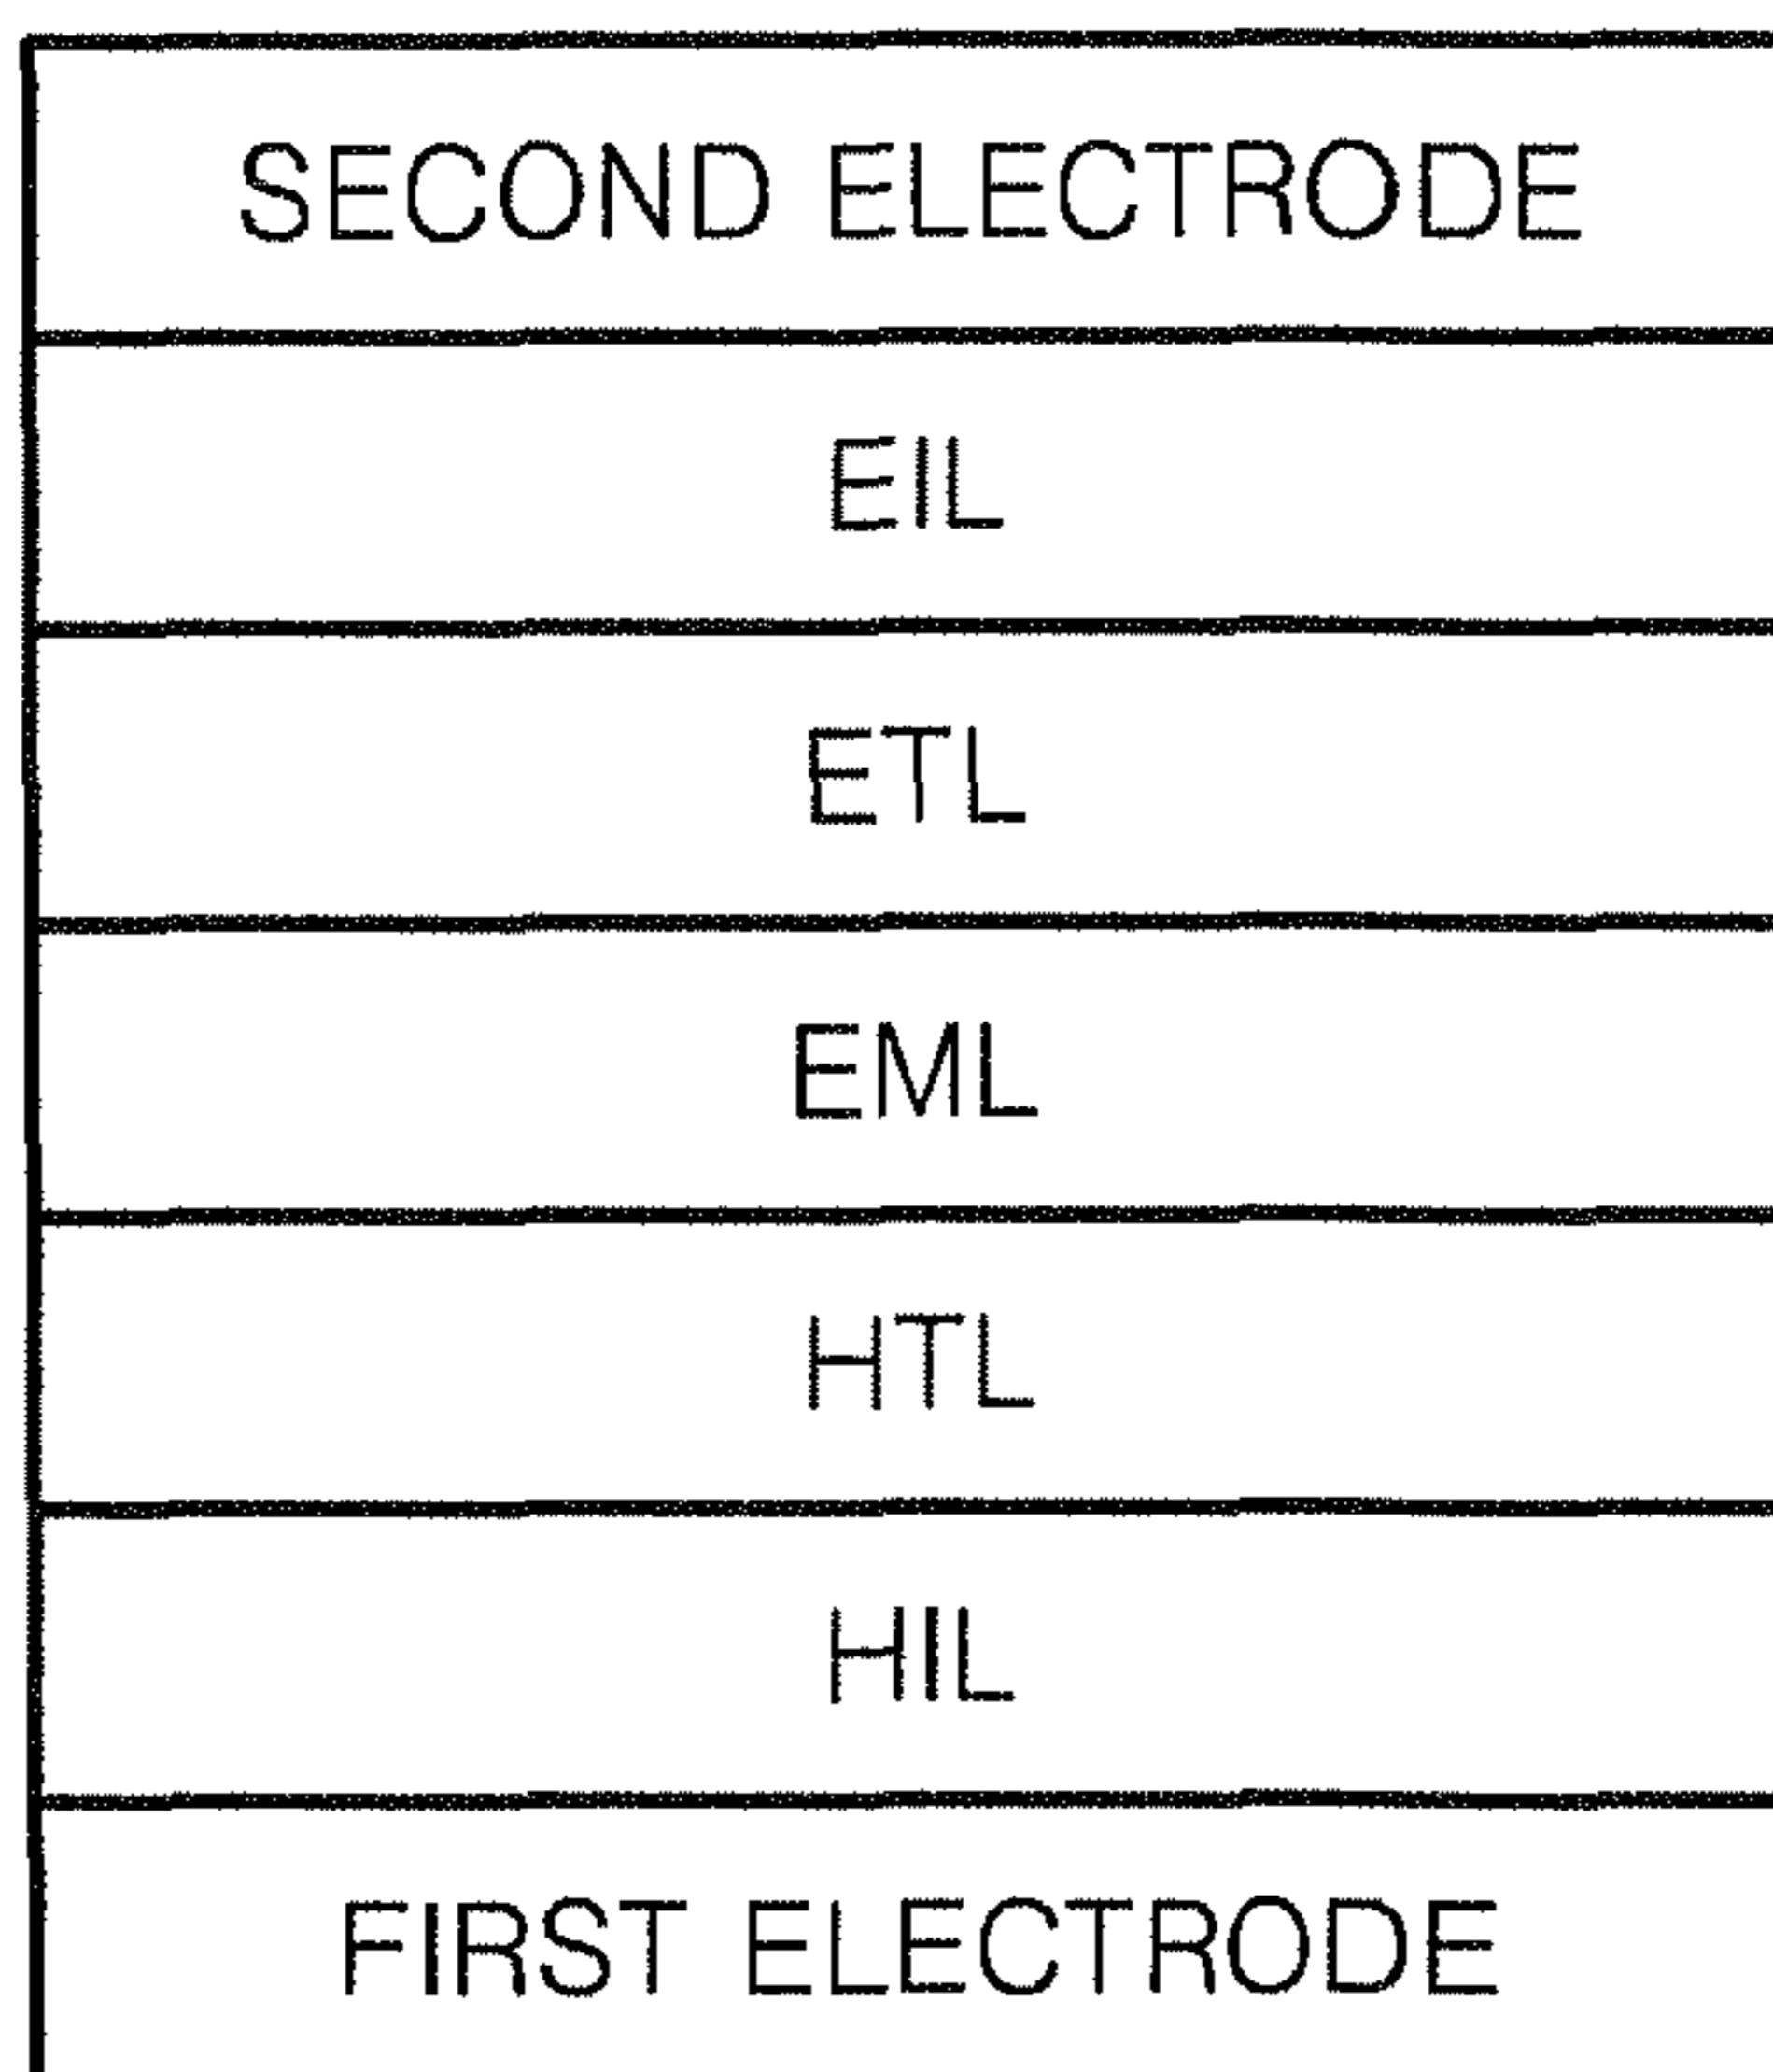 SECOND ELECTRODE
EIL
ETL
EML
HTL
HIL
FIRST ELECTRODE